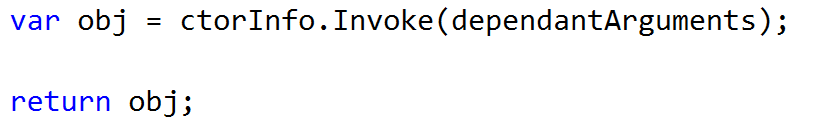 var obj = ctorInfo.Invoke(dependantArguments);
return obj;